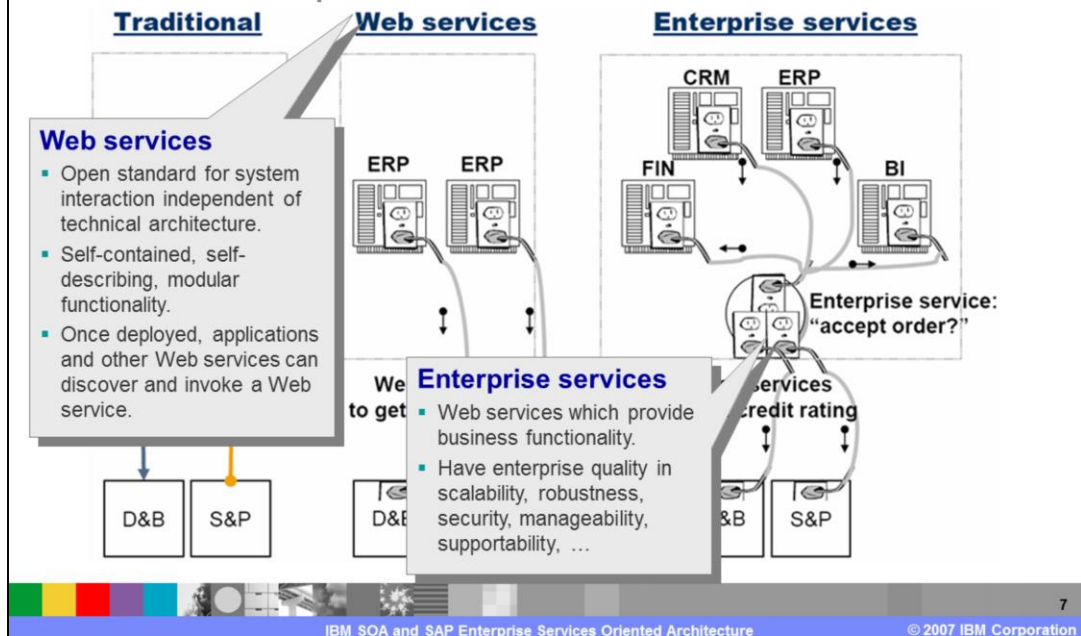 Traditional
Web services
Enterprise services
Web services
Open standard for system
interaction independent of
technical architecture.
Self-contained, self-
describing, modular
functionality.
Once deployed, applications
and other Web services can
discover and invoke a Web
service.
ERP
ERP
CRM
ERP
FIN
BI
Enterprise service:
"accept order?"
We
to get
services
credit rating
Enterprise services
Web services which provide
business functionality.
Have enterprise quality in
scalability, robustness,
security, manageability,
supportability, …
D&B
S&P
D&B
S&P
7
IBM SOA and SAP Enterprise Services Oriented Architecture
© 2007 IBM Corporation